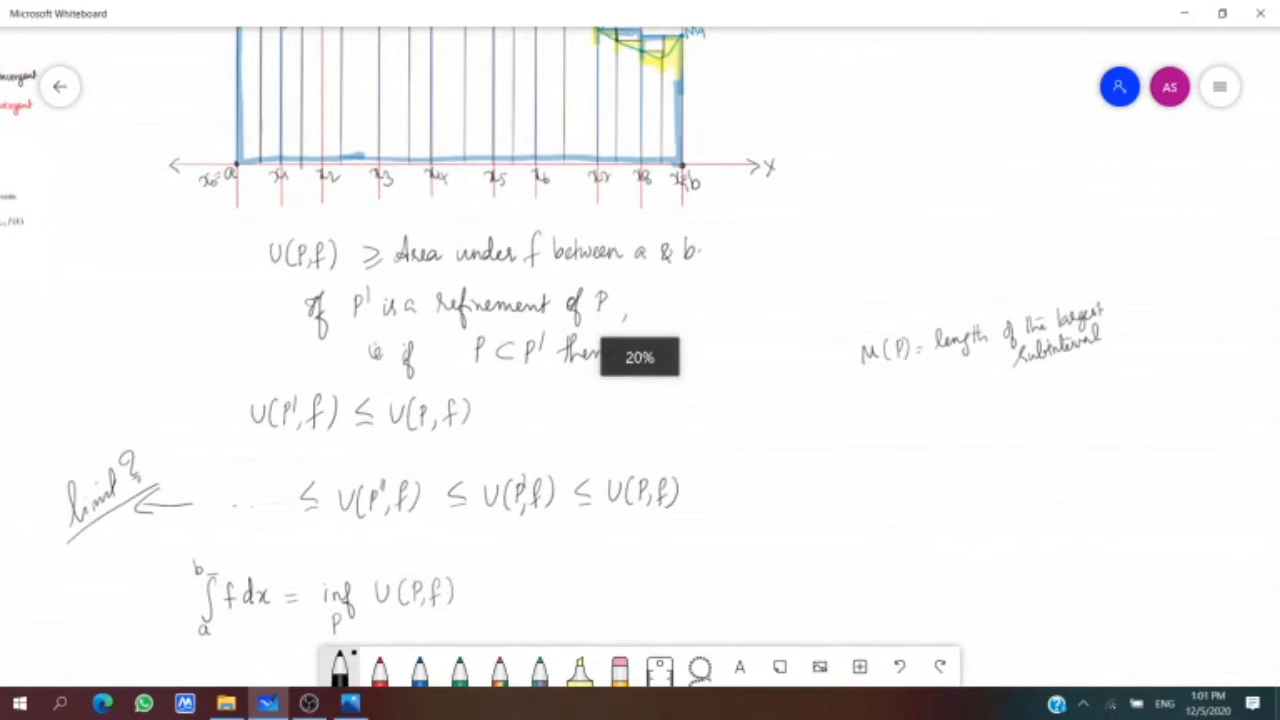 Microsoft Whiteboard
AS
x₀=a x₁ x₂ x₃ x₄ x₅ x₆ x₇ x₈ x₉=b X
U(P,f) ≥ Area under f between a & b.
If P' is a refinement of P,
ie if P ⊂ P' then
20%
M(P) = length of the largest
subinterval
U(P',f) ≤ U(P,f)
limit?
← ... ≤ U(P'',f) ≤ U(P',f) ≤ U(P,f)
∫ₐᵇ̅ f dx = inf U(P,f)
P
A
ENG
1:01 PM
12/5/2020